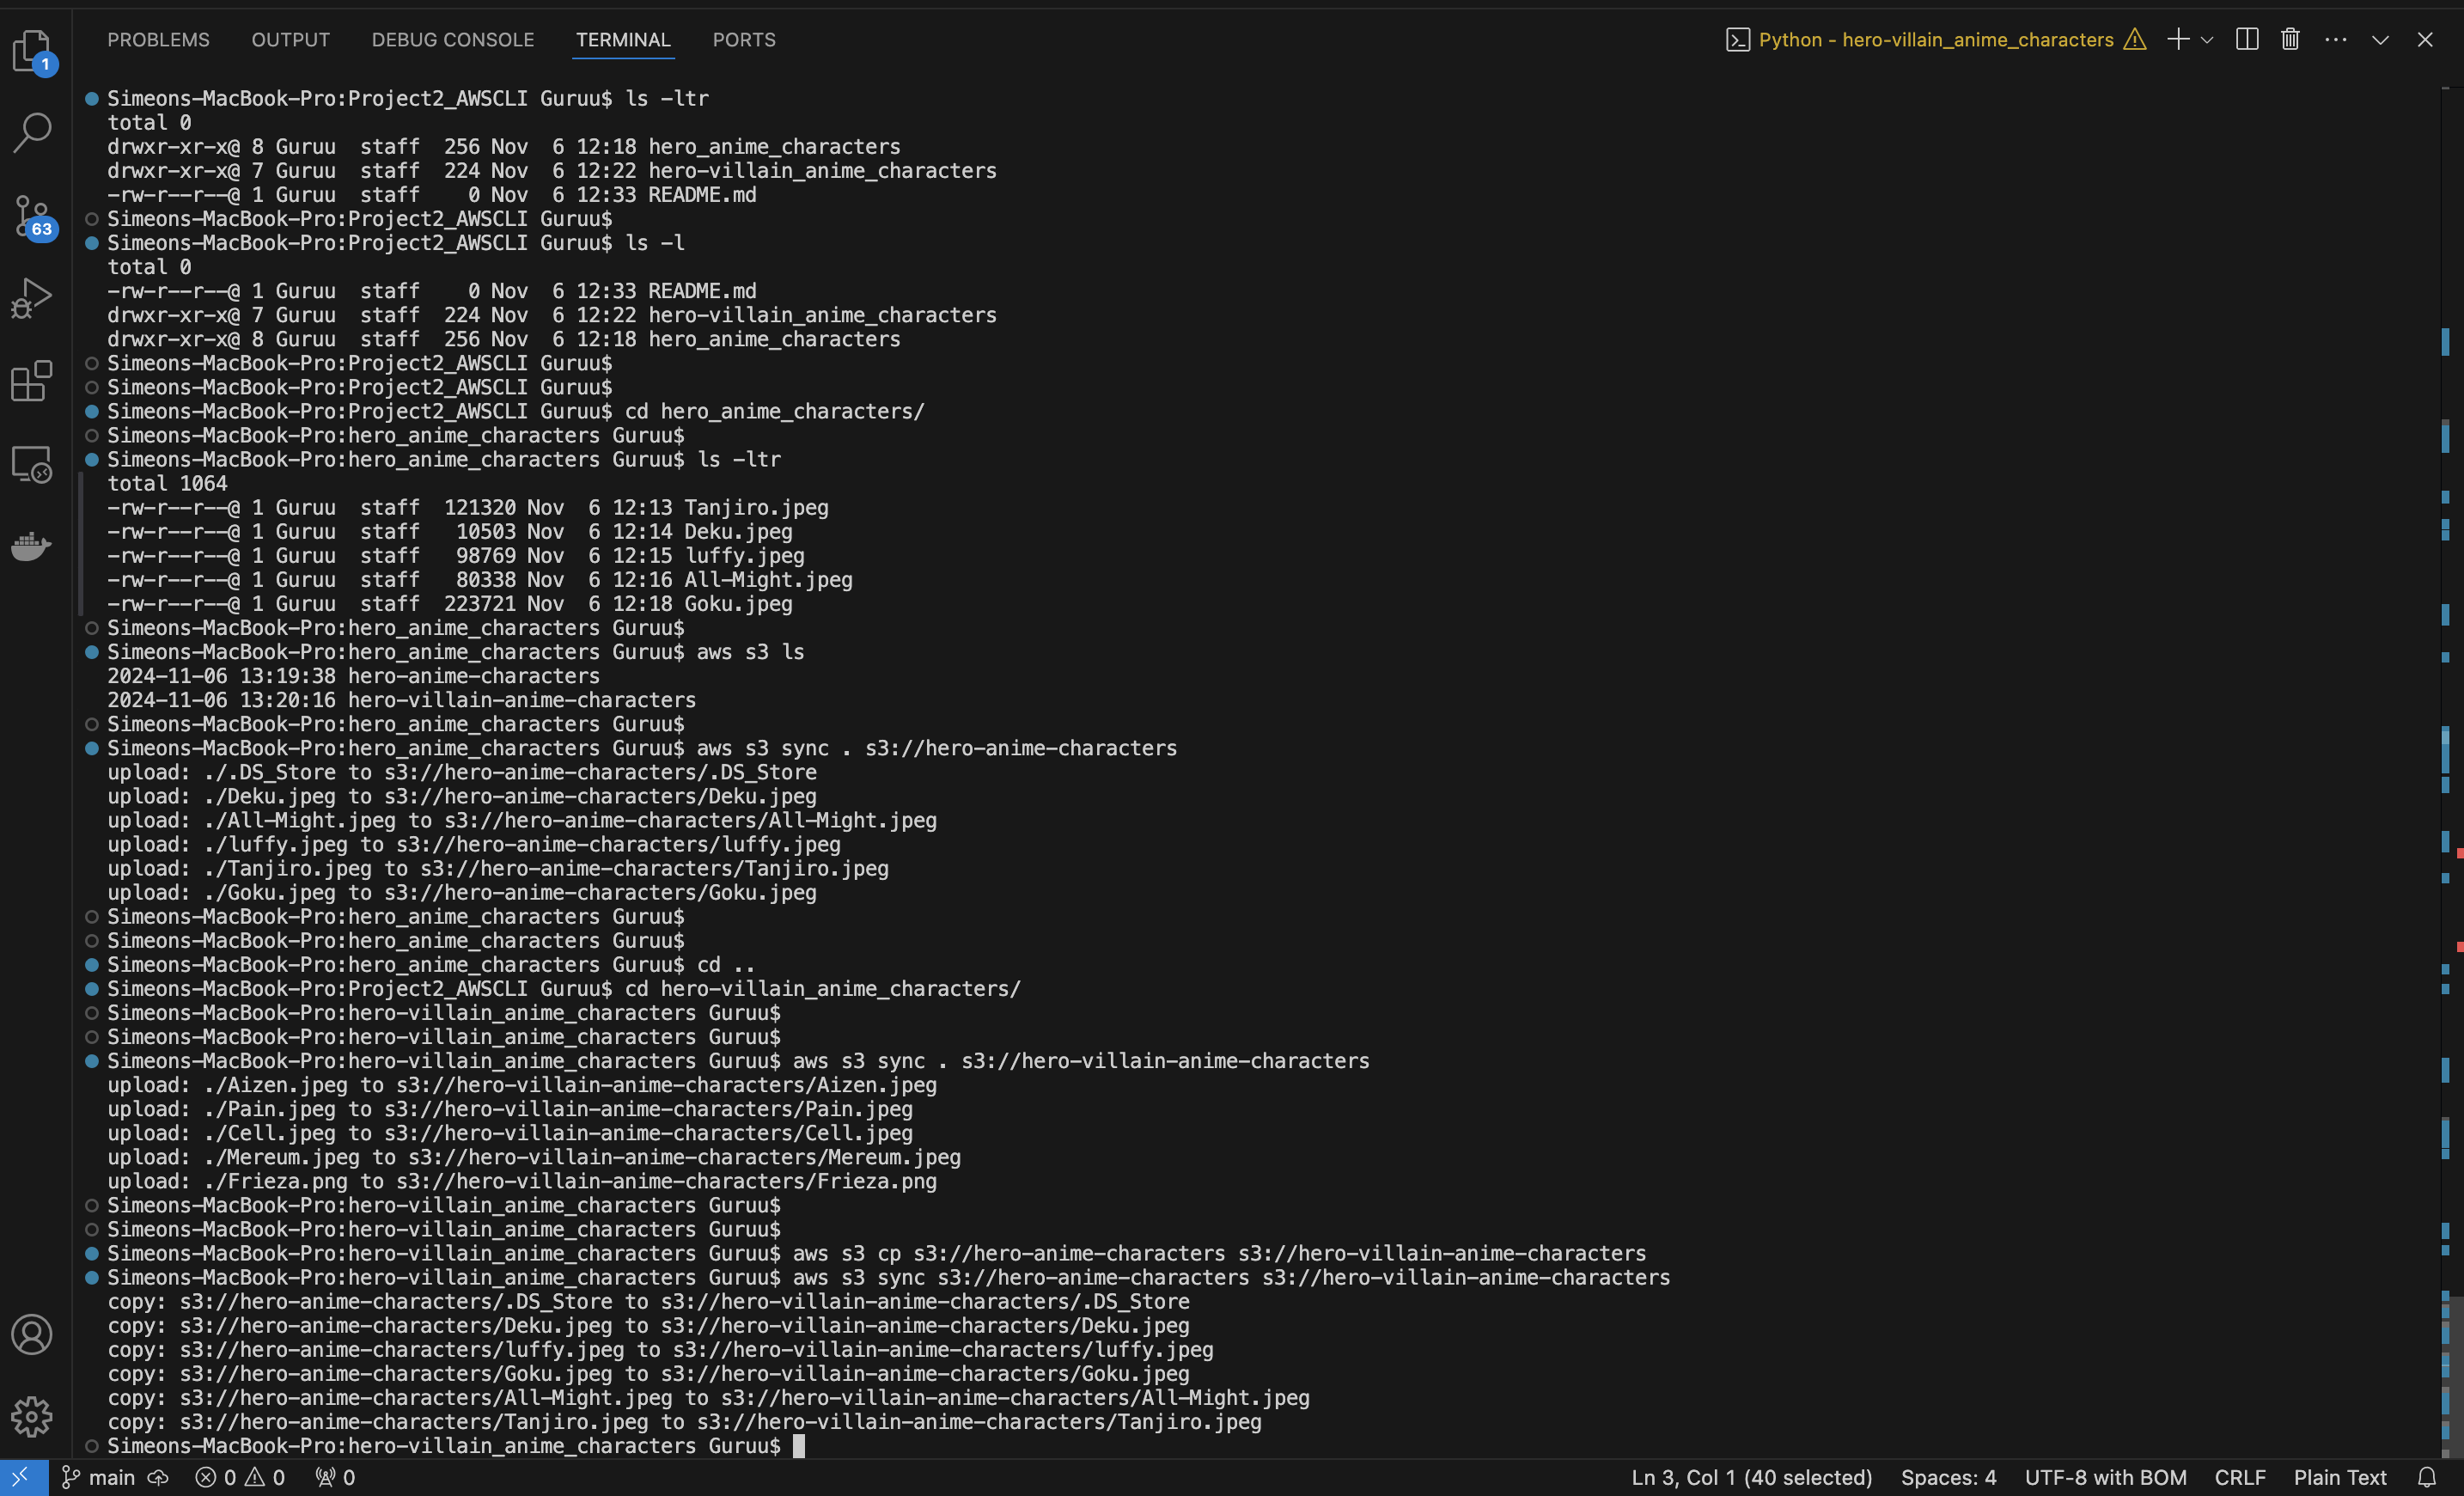 PROBLEMS OUTPUT DEBUG CONSOLE TERMINAL PORTS Python - hero-villain_anime_characters
1
63
Simeons-MacBook-Pro:Project2_AWSCLI Guruu$ ls -ltr
total 0
drwxr-xr-x@ 8 Guruu  staff  256 Nov  6 12:18 hero_anime_characters
drwxr-xr-x@ 7 Guruu  staff  224 Nov  6 12:22 hero-villain_anime_characters
-rw-r--r--@ 1 Guruu  staff    0 Nov  6 12:33 README.md
Simeons-MacBook-Pro:Project2_AWSCLI Guruu$
Simeons-MacBook-Pro:Project2_AWSCLI Guruu$ ls -l
total 0
-rw-r--r--@ 1 Guruu  staff    0 Nov  6 12:33 README.md
drwxr-xr-x@ 7 Guruu  staff  224 Nov  6 12:22 hero-villain_anime_characters
drwxr-xr-x@ 8 Guruu  staff  256 Nov  6 12:18 hero_anime_characters
Simeons-MacBook-Pro:Project2_AWSCLI Guruu$
Simeons-MacBook-Pro:Project2_AWSCLI Guruu$
Simeons-MacBook-Pro:Project2_AWSCLI Guruu$ cd hero_anime_characters/
Simeons-MacBook-Pro:hero_anime_characters Guruu$
Simeons-MacBook-Pro:hero_anime_characters Guruu$ ls -ltr
total 1064
-rw-r--r--@ 1 Guruu  staff  121320 Nov  6 12:13 Tanjiro.jpeg
-rw-r--r--@ 1 Guruu  staff   10503 Nov  6 12:14 Deku.jpeg
-rw-r--r--@ 1 Guruu  staff   98769 Nov  6 12:15 luffy.jpeg
-rw-r--r--@ 1 Guruu  staff   80338 Nov  6 12:16 All-Might.jpeg
-rw-r--r--@ 1 Guruu  staff  223721 Nov  6 12:18 Goku.jpeg
Simeons-MacBook-Pro:hero_anime_characters Guruu$
Simeons-MacBook-Pro:hero_anime_characters Guruu$ aws s3 ls
2024-11-06 13:19:38 hero-anime-characters
2024-11-06 13:20:16 hero-villain-anime-characters
Simeons-MacBook-Pro:hero_anime_characters Guruu$
Simeons-MacBook-Pro:hero_anime_characters Guruu$ aws s3 sync . s3://hero-anime-characters
upload: ./.DS_Store to s3://hero-anime-characters/.DS_Store
upload: ./Deku.jpeg to s3://hero-anime-characters/Deku.jpeg
upload: ./All-Might.jpeg to s3://hero-anime-characters/All-Might.jpeg
upload: ./luffy.jpeg to s3://hero-anime-characters/luffy.jpeg
upload: ./Tanjiro.jpeg to s3://hero-anime-characters/Tanjiro.jpeg
upload: ./Goku.jpeg to s3://hero-anime-characters/Goku.jpeg
Simeons-MacBook-Pro:hero_anime_characters Guruu$
Simeons-MacBook-Pro:hero_anime_characters Guruu$
Simeons-MacBook-Pro:hero_anime_characters Guruu$ cd ..
Simeons-MacBook-Pro:Project2_AWSCLI Guruu$ cd hero-villain_anime_characters/
Simeons-MacBook-Pro:hero-villain_anime_characters Guruu$
Simeons-MacBook-Pro:hero-villain_anime_characters Guruu$
Simeons-MacBook-Pro:hero-villain_anime_characters Guruu$ aws s3 sync . s3://hero-villain-anime-characters
upload: ./Aizen.jpeg to s3://hero-villain-anime-characters/Aizen.jpeg
upload: ./Pain.jpeg to s3://hero-villain-anime-characters/Pain.jpeg
upload: ./Cell.jpeg to s3://hero-villain-anime-characters/Cell.jpeg
upload: ./Mereum.jpeg to s3://hero-villain-anime-characters/Mereum.jpeg
upload: ./Frieza.png to s3://hero-villain-anime-characters/Frieza.png
Simeons-MacBook-Pro:hero-villain_anime_characters Guruu$
Simeons-MacBook-Pro:hero-villain_anime_characters Guruu$
Simeons-MacBook-Pro:hero-villain_anime_characters Guruu$ aws s3 cp s3://hero-anime-characters s3://hero-villain-anime-characters
Simeons-MacBook-Pro:hero-villain_anime_characters Guruu$ aws s3 sync s3://hero-anime-characters s3://hero-villain-anime-characters
copy: s3://hero-anime-characters/.DS_Store to s3://hero-villain-anime-characters/.DS_Store
copy: s3://hero-anime-characters/Deku.jpeg to s3://hero-villain-anime-characters/Deku.jpeg
copy: s3://hero-anime-characters/luffy.jpeg to s3://hero-villain-anime-characters/luffy.jpeg
copy: s3://hero-anime-characters/Goku.jpeg to s3://hero-villain-anime-characters/Goku.jpeg
copy: s3://hero-anime-characters/All-Might.jpeg to s3://hero-villain-anime-characters/All-Might.jpeg
copy: s3://hero-anime-characters/Tanjiro.jpeg to s3://hero-villain-anime-characters/Tanjiro.jpeg
Simeons-MacBook-Pro:hero-villain_anime_characters Guruu$
main 0 0 0 Ln 3, Col 1 (40 selected) Spaces: 4 UTF-8 with BOM CRLF Plain Text